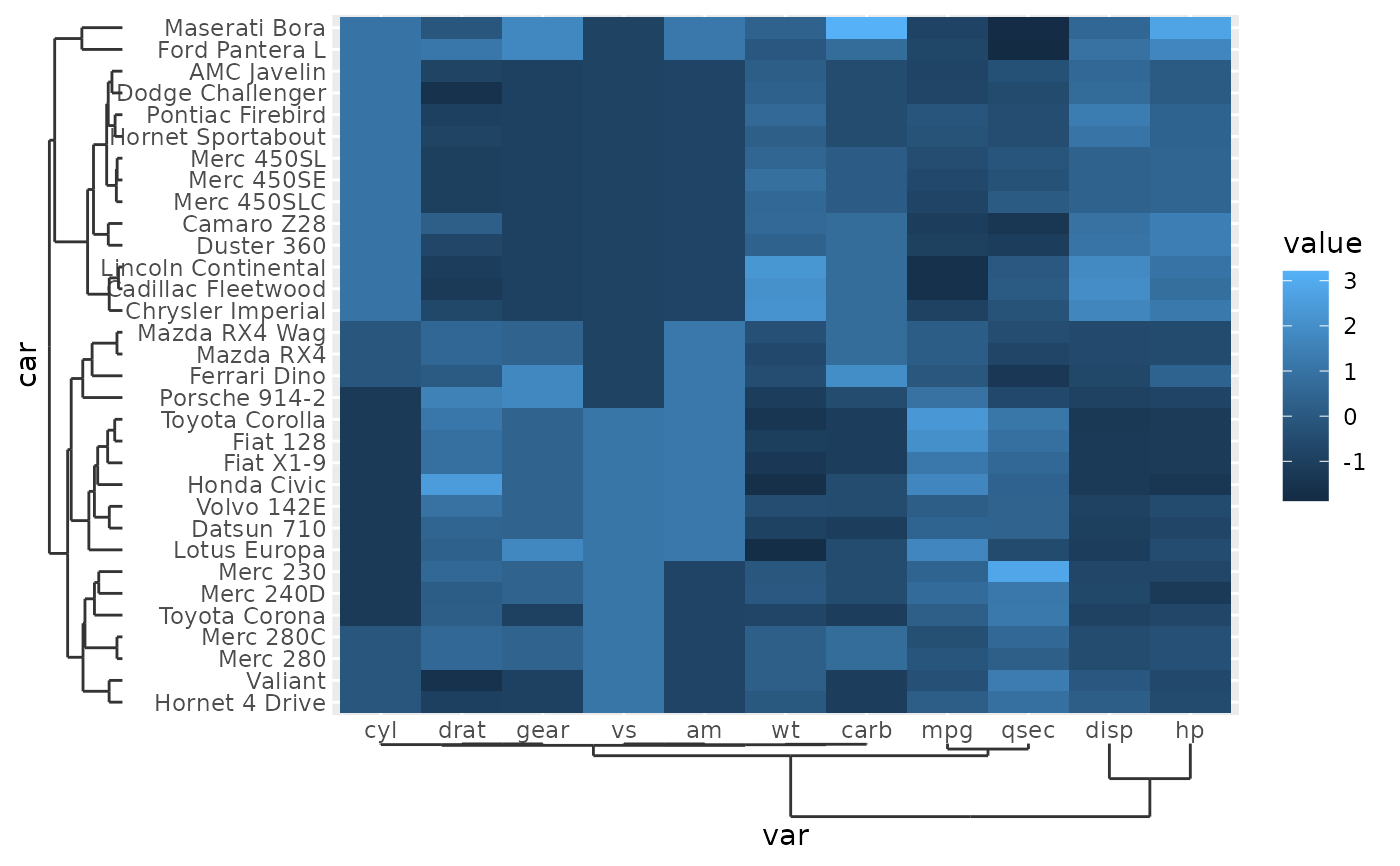 Maserati Bora
Ford Pantera L
AMC Javelin
Dodge Challenger
Pontiac Firebird
Hornet Sportabout
Merc 450SL
Merc 450SE
Merc 450SLC
Camaro Z28
Duster 360
Lincoln Continental
Cadillac Fleetwood
Chrysler Imperial
Mazda RX4 Wag
Mazda RX4
Ferrari Dino
Porsche 914-2
Toyota Corolla
Fiat 128
Fiat X1-9
Honda Civic
Volvo 142E
Datsun 710
Lotus Europa
Merc 230
Merc 240D
Toyota Corona
Merc 280C
Merc 280
Valiant
Hornet 4 Drive
car
cyl drat gear vs am wt carb mpg qsec disp hp
var
value
3
2
1
0
-1